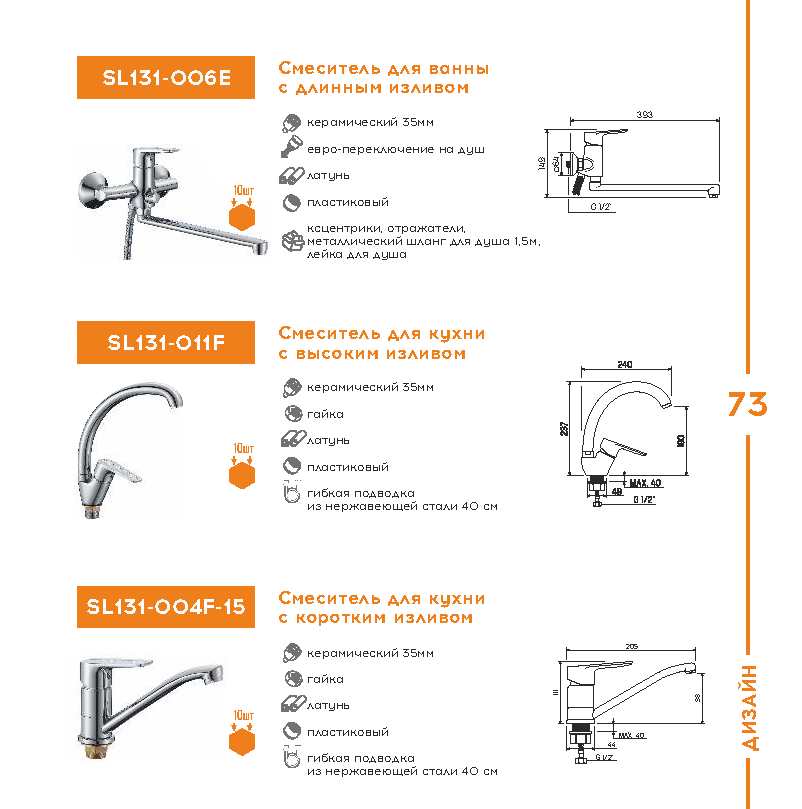 SL131-006E
Смеситель для ванны
с длинным изливом
керамический 35мм
евро-переключение на душ
латунь
пластиковый
ксцентрики, отражатели,
металлический шланг для душа 1,5м,
лейка для душа
10шт
393
149
G 1/2"
SL131-011F
Смеситель для кухни
с высоким изливом
керамический 35мм
гайка
латунь
пластиковый
гибкая подводка
из нержавеющей стали 40 см
10шт
240
237
MAX. 40
48
G 1/2"
73
SL131-004F-15
Смеситель для кухни
с коротким изливом
керамический 35мм
гайка
латунь
пластиковый
гибкая подводка
из нержавеющей стали 40 см
10шт
205
111
MAX. 40
44
G 1/2"
ДИЗАЙН